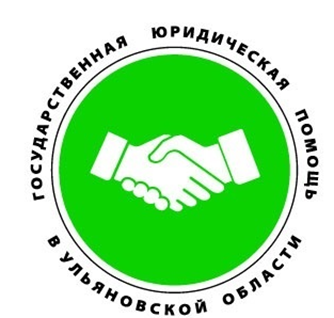 ГОСУДАРСТВЕННАЯ ЮРИДИЧЕСКАЯ ПОМОЩЬ
В УЛЬЯНОВСКОЙ ОБЛАСТИ